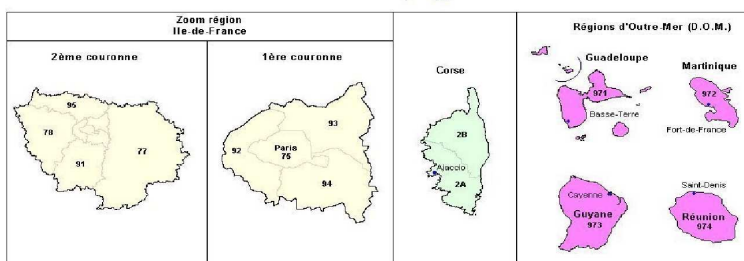 Zoom région
Ile-de-France
2ème couronne
1ère couronne
95
78
91
77
93
92
Paris
75
94
Corse
2B
Ajaccio
2A
Régions d'Outre-Mer (D.O.M.)
Guadeloupe
971
Basse-Terre
Martinique
972
Fort-de-France
Cayenne
Guyane
973
Saint-Denis
Réunion
974